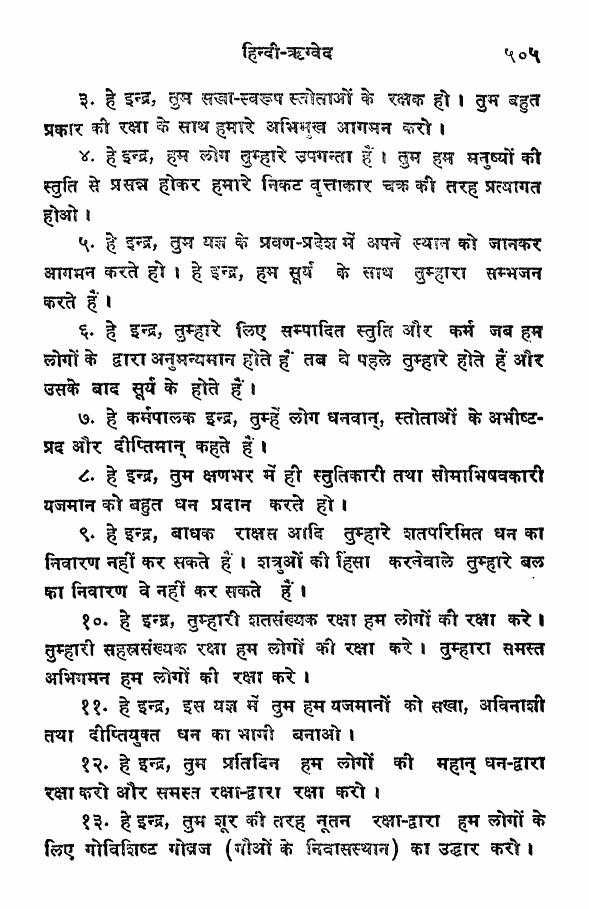 हिन्दी-ऋग्वेद ५०५
३. हे इन्द्र, तुम सखा-स्वरूप स्तोताओं के रक्षक हो। तुम बहुत
प्रकार की रक्षा के साथ हमारे अभिमुख आगमन करो।
४. हे इन्द्र, हम लोग तुम्हारे उपगन्ता हैं। तुम हम मनुष्यों की
स्तुति से प्रसन्न होकर हमारे निकट वृत्ताकार चक्र की तरह प्रत्यागत
होओ।
५. हे इन्द्र, तुम यज्ञ के प्रवण-प्रदेश में अपने स्थान को जानकर
आगमन करते हो। हे इन्द्र, हम सूर्य के साथ तुम्हारा सम्भजन
करते हैं।
६. हे इन्द्र, तुम्हारे लिए सम्पादित स्तुति और कर्म जब हम
लोगों के द्वारा अनुमन्यमान होते हैं तब वे पहले तुम्हारे होते हैं और
उसके बाद सूर्य के होते हैं।
७. हे कर्मपालक इन्द्र, तुम्हें लोग धनवान्, स्तोताओं के अभीष्ट-
प्रद और दीप्तिमान् कहते हैं।
८. हे इन्द्र, तुम क्षणभर में ही स्तुतिकारी तथा सोमाभिषवकारी
यजमान को बहुत धन प्रदान करते हो।
९. हे इन्द्र, बाधक राक्षस आदि तुम्हारे शतपरिमित धन का
निवारण नहीं कर सकते हैं। शत्रुओं की हिंसा करनेवाले तुम्हारे बल
का निवारण वे नहीं कर सकते हैं।
१०. हे इन्द्र, तुम्हारी शतसंख्यक रक्षा हम लोगों की रक्षा करे।
तुम्हारी सहस्रसंख्यक रक्षा हम लोगों की रक्षा करे। तुम्हारा समस्त
अभिगमन हम लोगों की रक्षा करे।
११. हे इन्द्र, इस यज्ञ में तुम हम यजमानों को सखा, अविनाशी
तथा दीप्तियुक्त धन का भागी बनाओ।
१२. हे इन्द्र, तुम प्रतिदिन हम लोगों की महान् धन-द्वारा
रक्षा करो और समस्त रक्षा-द्वारा रक्षा करो।
१३. हे इन्द्र, तुम शूर की तरह नूतन रक्षा-द्वारा हम लोगों के
लिए गोविशिष्ट गोव्रज (गौओं के निवासस्थान) का उद्घार करो।